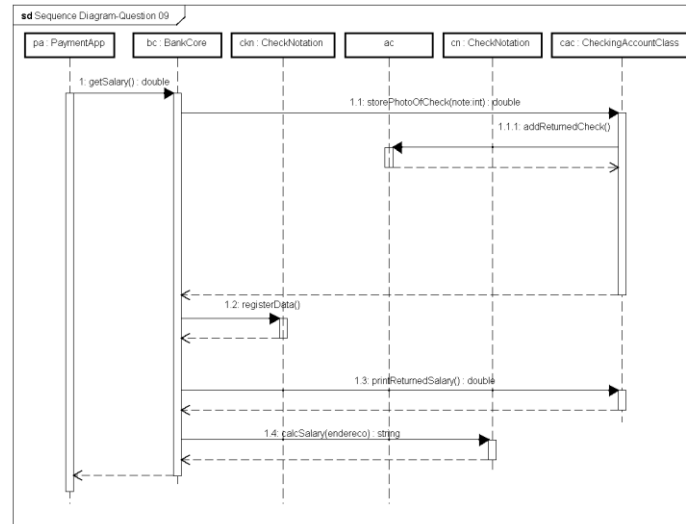 sd Sequence Diagram-Question 09
pa : PaymentApp
bc : BankCore
ckn : CheckNotation
ac
cn : CheckNotation
cac : CheckingAccountClass
1: getSalary() : double
1.1: storePhotoOfCheck(note:int) : double
1.1.1: addReturnedCheck()
1.2: registerData()
1.3: printReturnedSalary() : double
1.4: calcSalary(endereco) : string